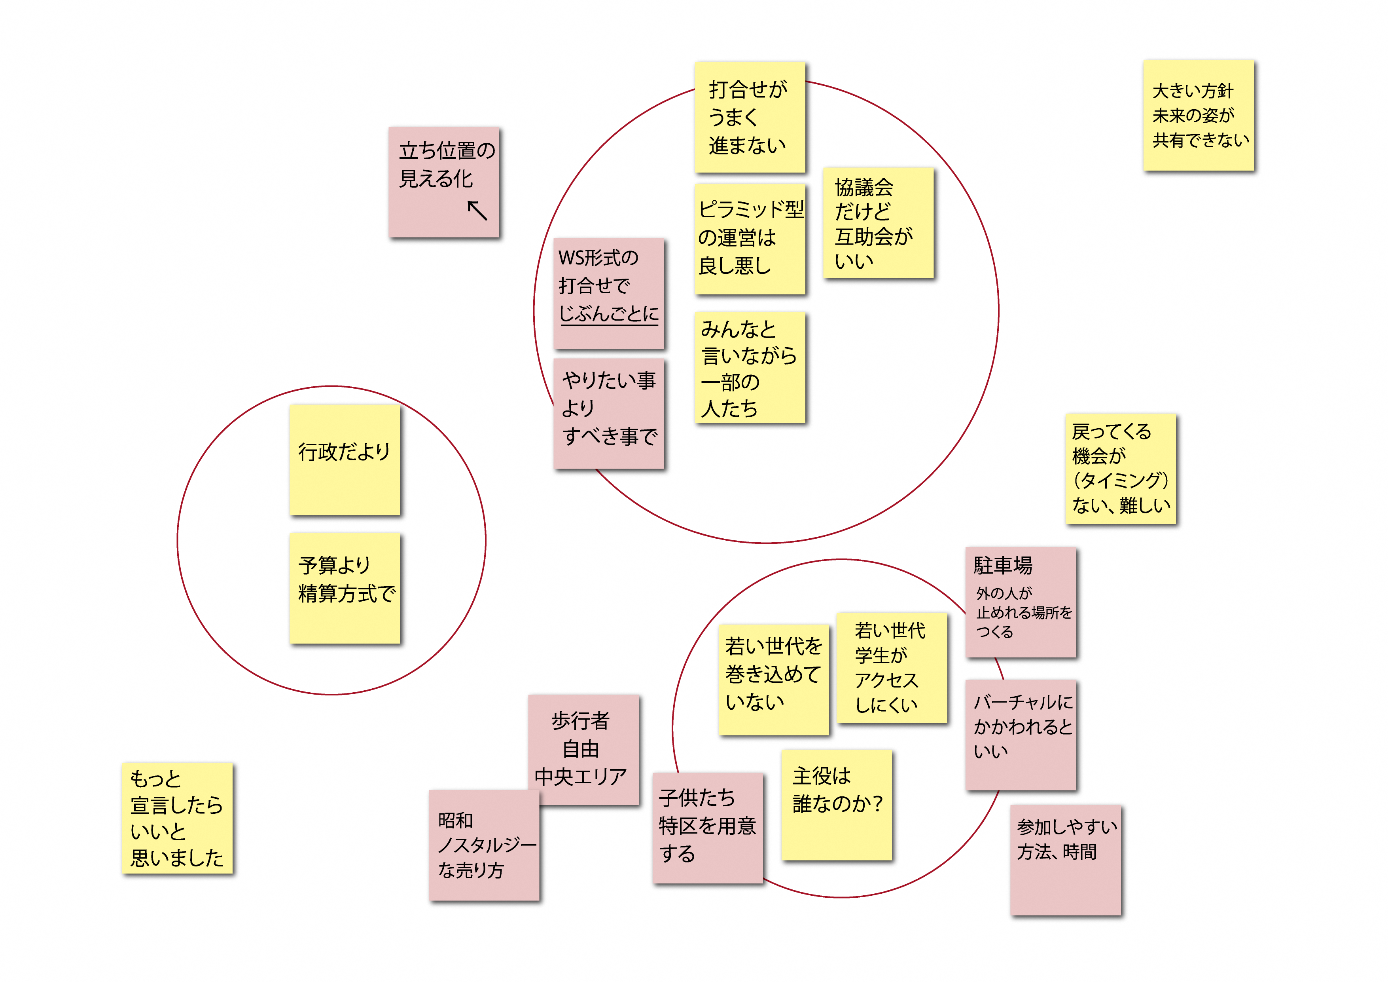 打合せが
うまく
進まない
大きい方針
未来の姿が
共有できない
立ち位置の
見える化
協議会
だけど
互助会が
いい
ピラミッド型
の運営は
良し悪し
WS形式の
打合せで
じぶんごとに
みんなと
言いながら
一部の
人たち
やりたい事
より
すべき事で
行政だより
予算より
精算方式で
戻ってくる
機会が
（タイミング）
ない、難しい
駐車場
外の人が
止めれる場所を
つくる
若い世代を
巻き込めて
いない
若い世代
学生が
アクセス
しにくい
バーチャルに
かかわれると
いい
歩行者
自由
中央エリア
主役は
誰なのか？
子供たち
特区を用意
する
昭和
ノスタルジー
な売り方
もっと
宣言したら
いいと
思いました
参加しやすい
方法、時間